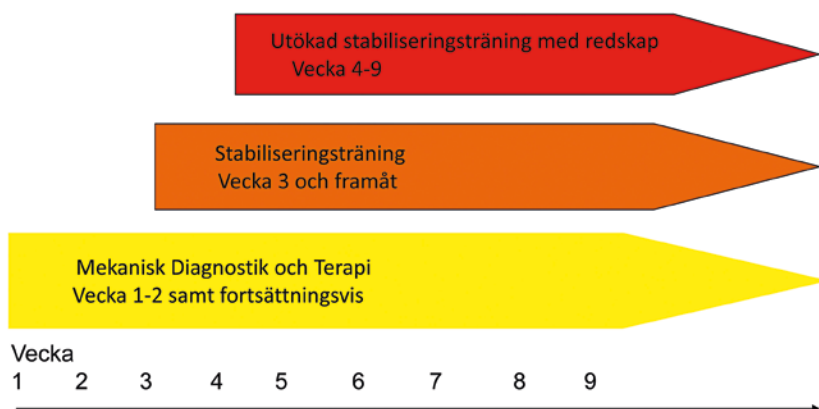 Utökad stabiliseringsträning med redskap
Vecka 4-9
Stabiliseringsträning
Vecka 3 och framåt
Mekanisk Diagnostik och Terapi
Vecka 1-2 samt fortsättningsvis
Vecka
1 2 3 4 5 6 7 8 9